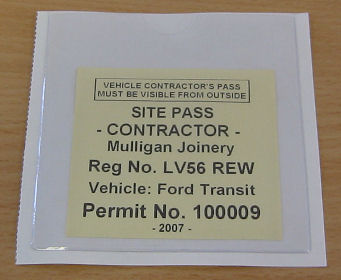 VEHICLE CONTRACTOR'S PASS
MUST BE VISIBLE FROM OUTSIDE
SITE PASS
- CONTRACTOR -
Mulligan Joinery
Reg No. LV56 REW
Vehicle: Ford Transit
Permit No. 100009
- 2007 -